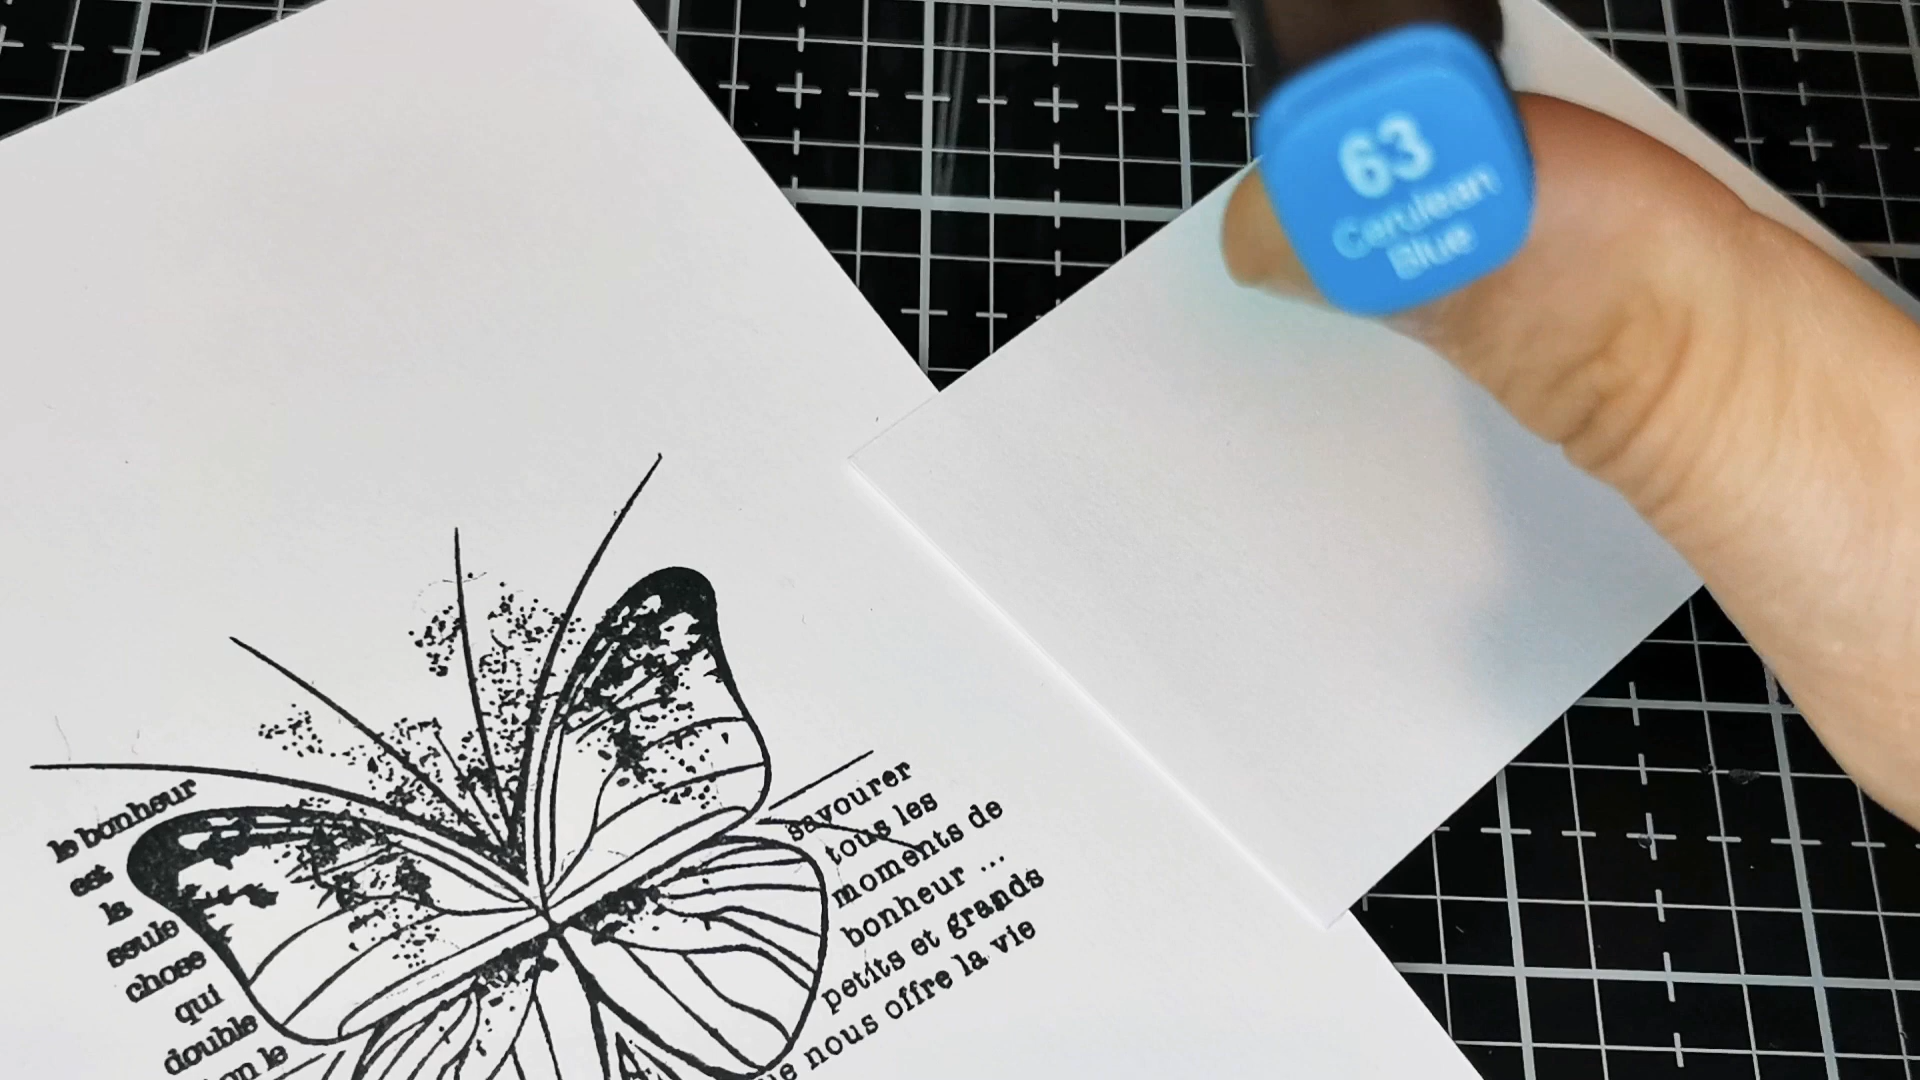 63
Cerulean
Blue
le bonheur
est
la
seule
chose
qui
double
le
savourer
tous les
moments de
bonheur ...
petits et grands
nous offre la vie